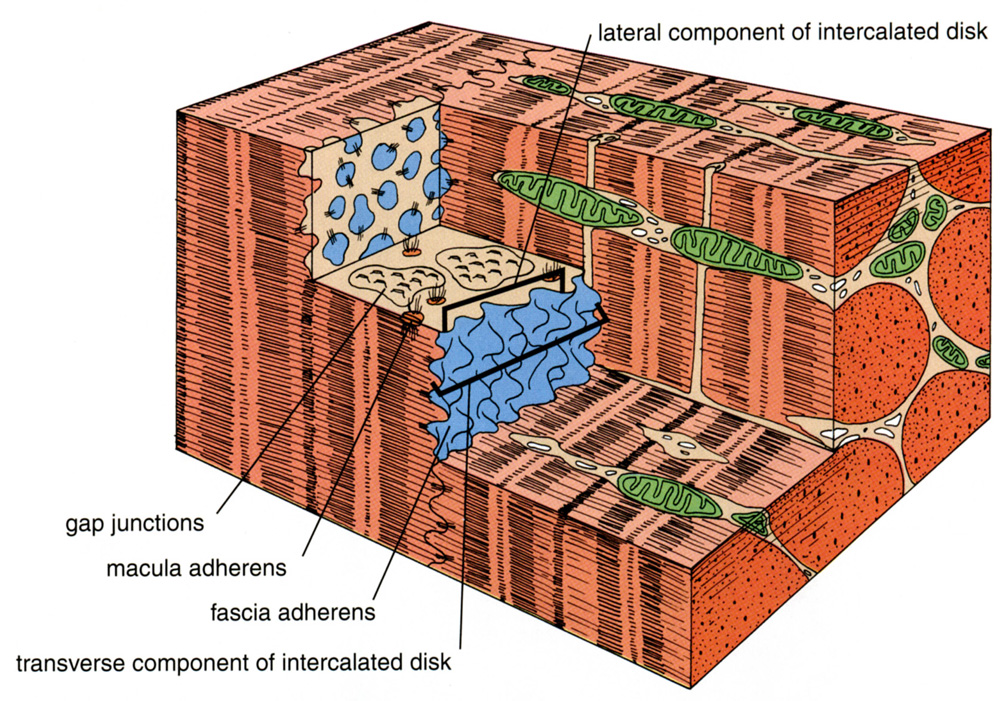 lateral component of intercalated disk
gap junctions
macula adherens
fascia adherens
transverse component of intercalated disk